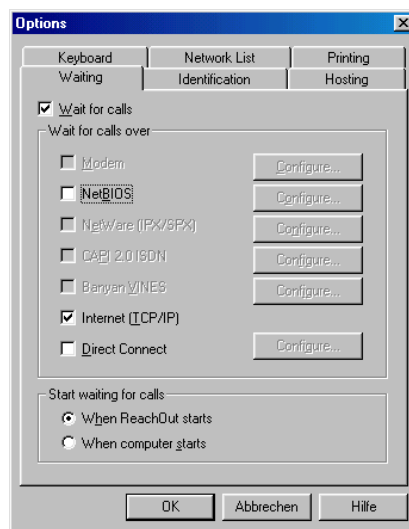 Options
Keyboard Network List Printing
Waiting Identification Hosting
Wait for calls
Wait for calls over
Modem Configure...
NetBIOS Configure...
NetWare (IPX/SPX) Configure...
CAPI 2.0 ISDN Configure...
Banyan VINES Configure...
Internet (TCP/IP)
Direct Connect Configure...
Start waiting for calls
When ReachOut starts
When computer starts
OK Abbrechen Hilfe